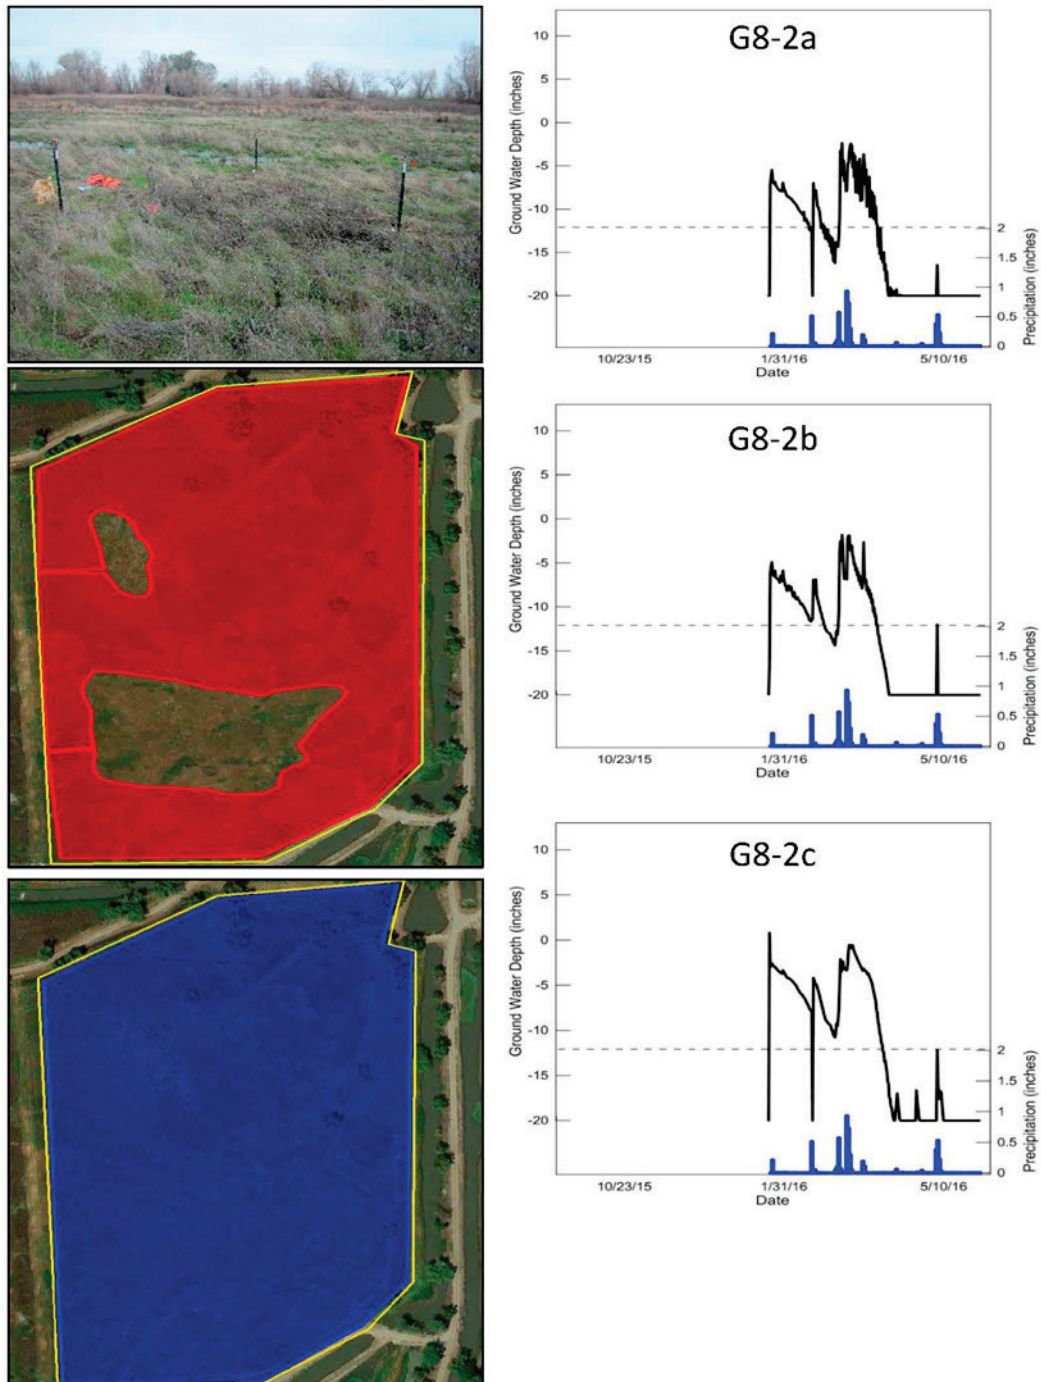 G8-2a
Ground Water Depth (inches)
10
5
0
-5
-10
-15
-20
2
1.5
1
0.5
0
Precipitation (inches)
10/23/15 1/31/16 5/10/16
Date
G8-2b
Ground Water Depth (inches)
10
5
0
-5
-10
-15
-20
2
1.5
1
0.5
0
Precipitation (inches)
10/23/15 1/31/16 5/10/16
Date
G8-2c
Ground Water Depth (inches)
10
5
0
-5
-10
-15
-20
2
1.5
1
0.5
0
Precipitation (inches)
10/23/15 1/31/16 5/10/16
Date